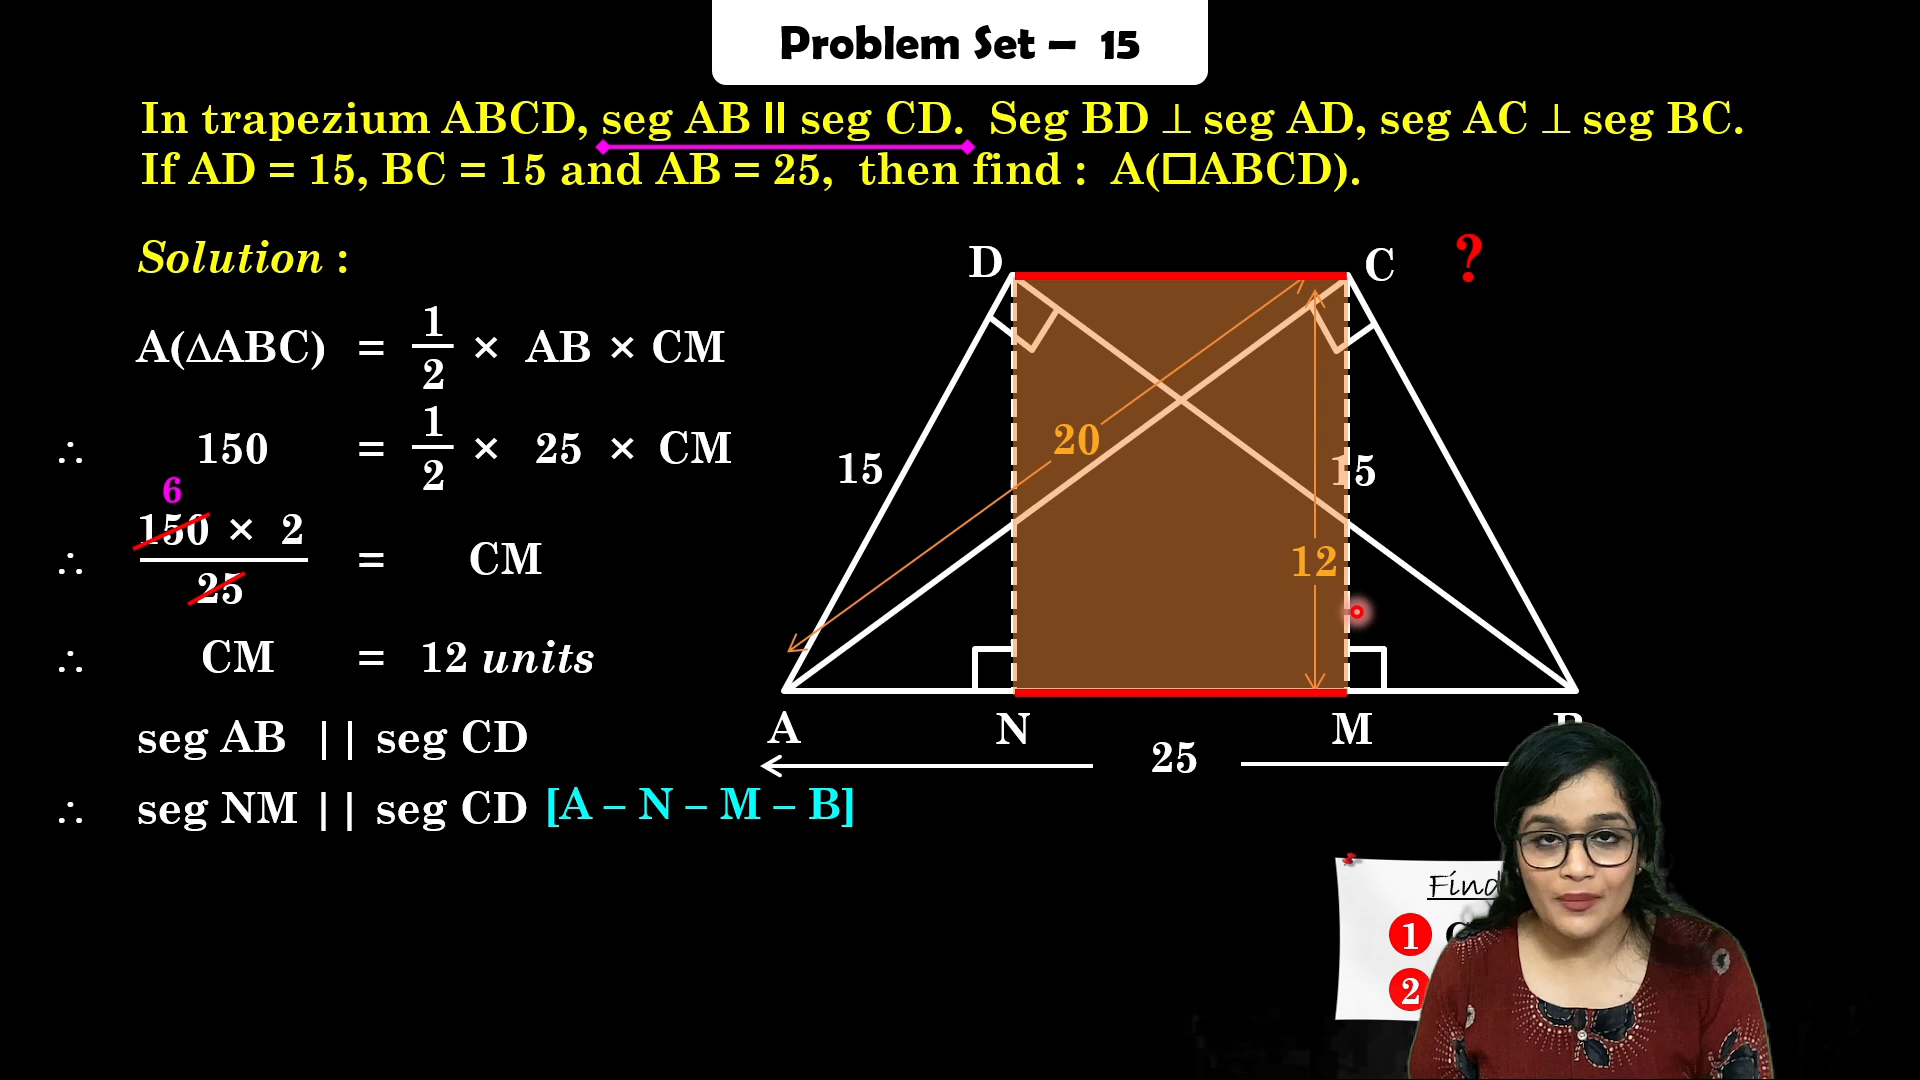 Problem Set – 15
In trapezium ABCD, seg AB || seg CD. Seg BD ⊥ seg AD, seg AC ⊥ seg BC.
If AD = 15, BC = 15 and AB = 25, then find : A(□ABCD).
Solution :
A(∆ABC) = 1/2 × AB × CM
∴ 150 = 1/2 × 25 × CM
6
∴ 150 × 2 / 25 = CM
∴ CM = 12 units
seg AB || seg CD
∴ seg NM || seg CD [A – N – M – B]
D C ?
15 20 15
12
A N M B
25
Find
1
2